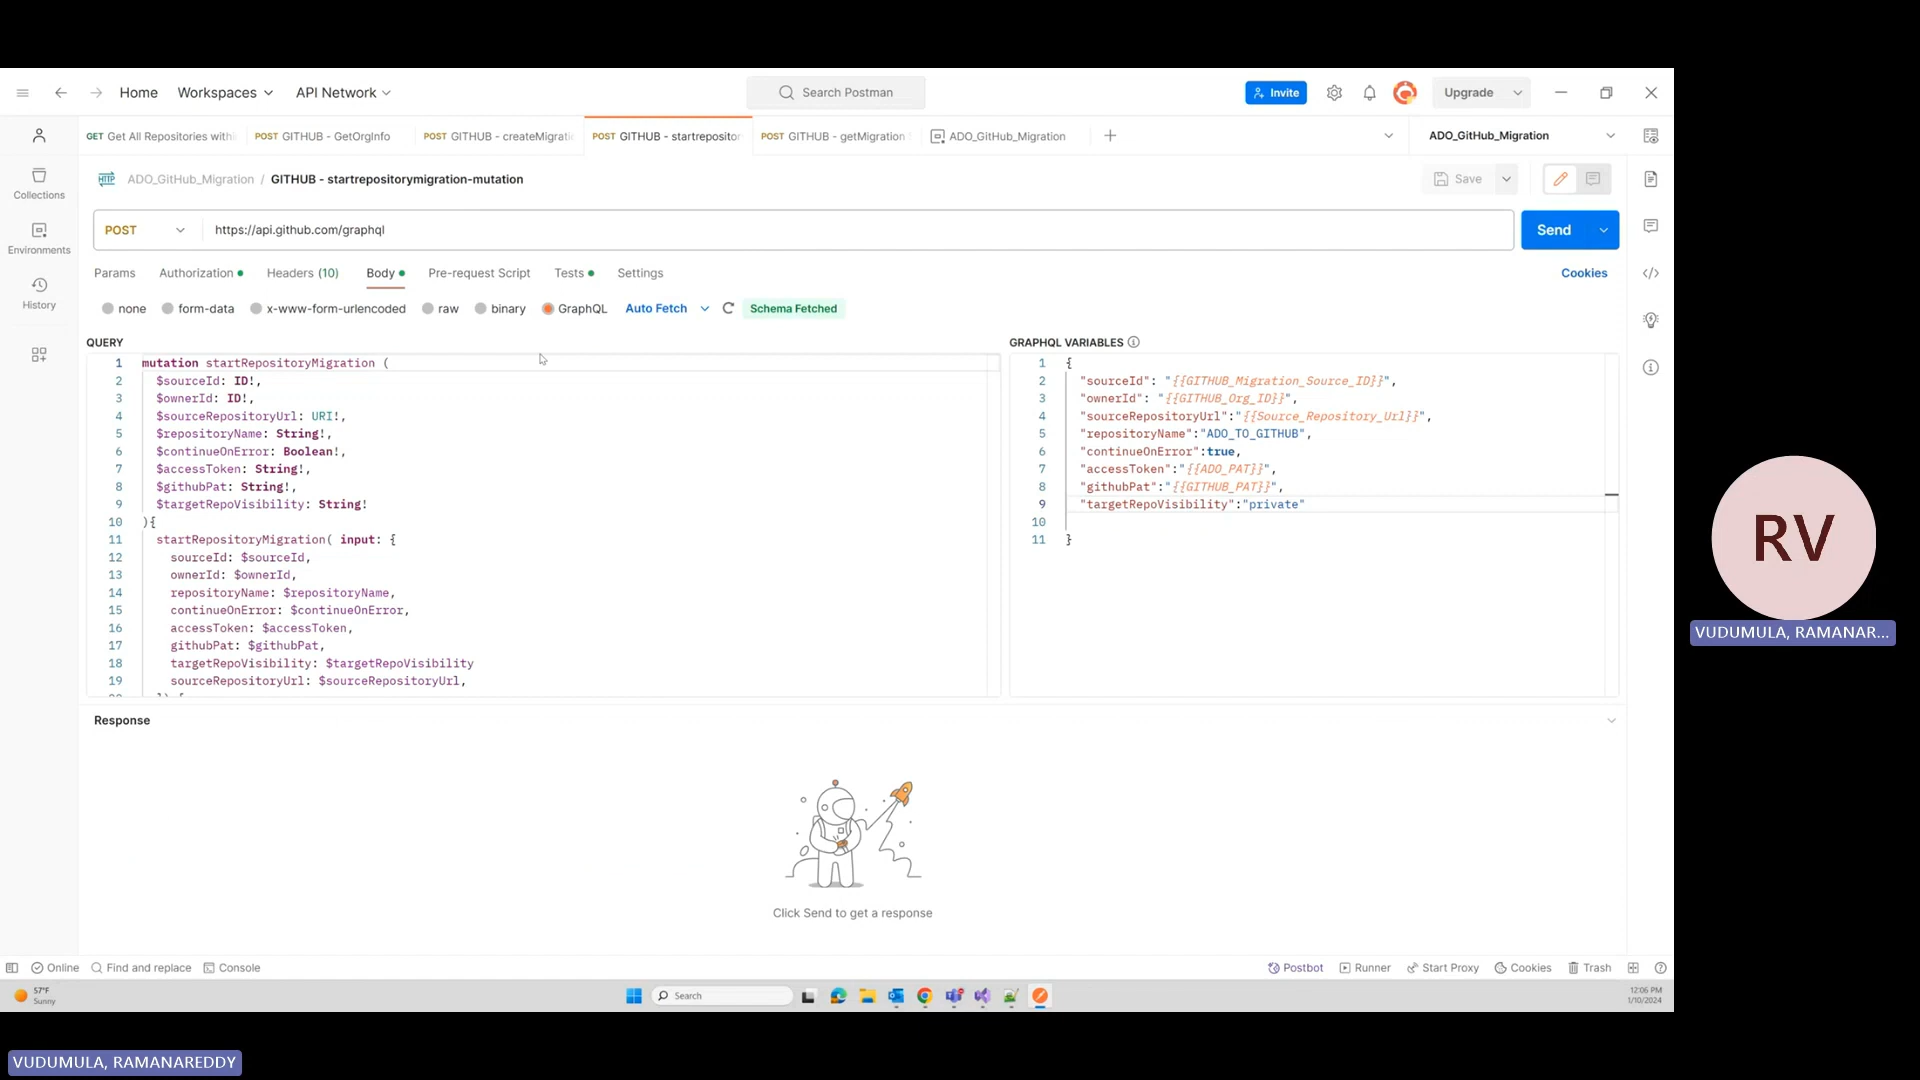 Home Workspaces API Network Search Postman Invite Upgrade
GET Get All Repositories with POST GITHUB - GetOrgInfo POST GITHUB - createMigrati POST GITHUB - startrepositor POST GITHUB - getMigration ADO_GitHub_Migration ADO_GitHub_Migration
HTTP ADO_GitHub_Migration / GITHUB - startrepositorymigration-mutation Save
Collections
Environments
History
POST https://api.github.com/graphql Send
Params Authorization Headers (10) Body Pre-request Script Tests Settings Cookies
none form-data x-www-form-urlencoded raw binary GraphQL Auto Fetch Schema Fetched
QUERY
1 mutation startRepositoryMigration (
2 $sourceId: ID!,
3 $ownerId: ID!,
4 $sourceRepositoryUrl: URI!,
5 $repositoryName: String!,
6 $continueOnError: Boolean!,
7 $accessToken: String!,
8 $githubPat: String!,
9 $targetRepoVisibility: String!
10 ){
11 startRepositoryMigration( input: {
12 sourceId: $sourceId,
13 ownerId: $ownerId,
14 repositoryName: $repositoryName,
15 continueOnError: $continueOnError,
16 accessToken: $accessToken,
17 githubPat: $githubPat,
18 targetRepoVisibility: $targetRepoVisibility
19 sourceRepositoryUrl: $sourceRepositoryUrl,
GRAPHQL VARIABLES
1 {
2 "sourceId": "{{GITHUB_Migration_Source_ID}}",
3 "ownerId": "{{GITHUB_Org_ID}}",
4 "sourceRepositoryUrl":"{{Source_Repository_Url}}",
5 "repositoryName":"ADO_TO_GITHUB",
6 "continueOnError":true,
7 "accessToken":"{{ADO_PAT}}",
8 "githubPat":"{{GITHUB_PAT}}",
9 "targetRepoVisibility":"private"
10
11 }
Response
Click Send to get a response
Online Find and replace Console Postbot Runner Start Proxy Cookies Trash
57°F
Sunny
Search
12:06 PM
1/10/2024
RV
VUDUMULA, RAMANAR...
VUDUMULA, RAMANAREDDY